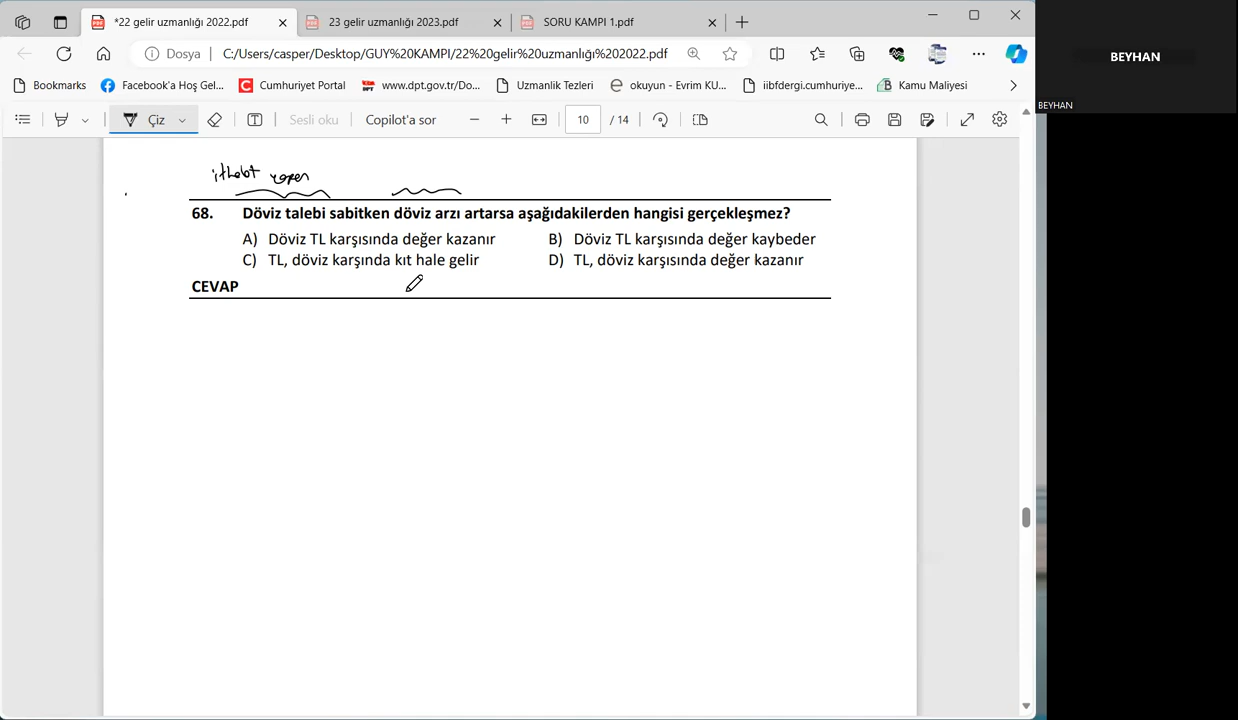 *22 gelir uzmanlığı 2022.pdf
23 gelir uzmanlığı 2023.pdf
SORU KAMPI 1.pdf
Dosya
C:/Users/casper/Desktop/GUY%20KAMPI/22%20gelir%20uzmanlığı%202022.pdf
Bookmarks
Facebook'a Hoş Gel...
Cumhuriyet Portal
www.dpt.gov.tr/Do...
Uzmanlık Tezleri
okuyun - Evrim KU...
iibfdergi.cumhuriye...
Kamu Maliyesi
Çiz
Sesli oku
Copilot'a sor
10 / 14
BEYHAN
BEYHAN
ithalat yapan
68. Döviz talebi sabitken döviz arzı artarsa aşağıdakilerden hangisi gerçekleşmez?
A) Döviz TL karşısında değer kazanır
B) Döviz TL karşısında değer kaybeder
C) TL, döviz karşında kıt hale gelir
D) TL, döviz karşısında değer kazanır
CEVAP